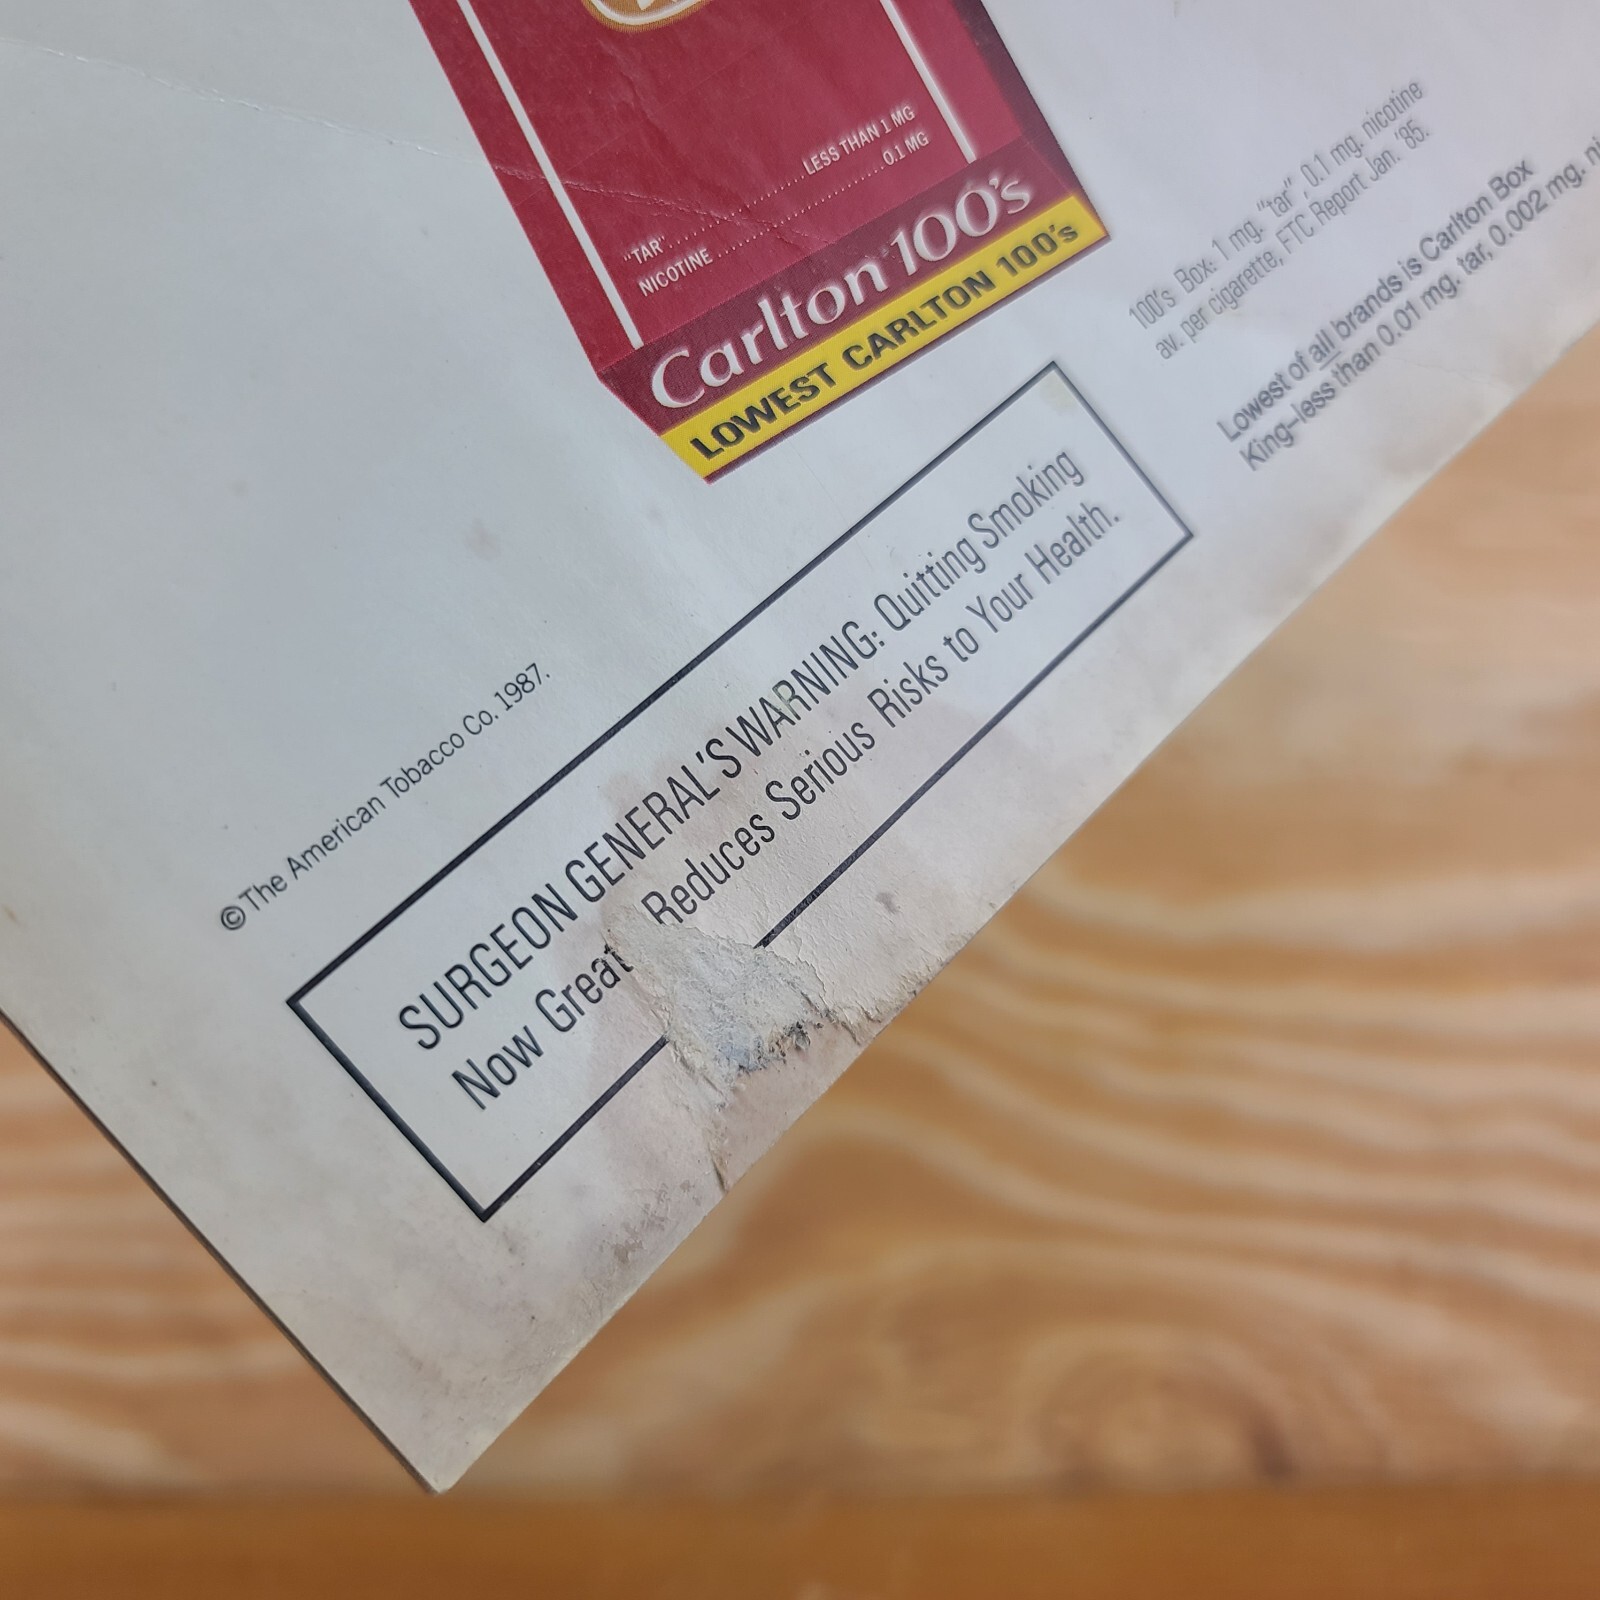 "TAR"....................LESS THAN 1 MG
NICOTINE..........................0.1 MG
Carlton 100's
LOWEST CARLTON 100's
100's Box: 1 mg. "tar", 0.1 mg. nicotine
av. per cigarette, FTC Report Jan. '85.
Lowest of all brands is Carlton Box
King–less than 0.01 mg. tar, 0.002 mg.
©The American Tobacco Co. 1987.
SURGEON GENERAL'S WARNING: Quitting Smoking
Now Great Reduces Serious Risks to Your Health.